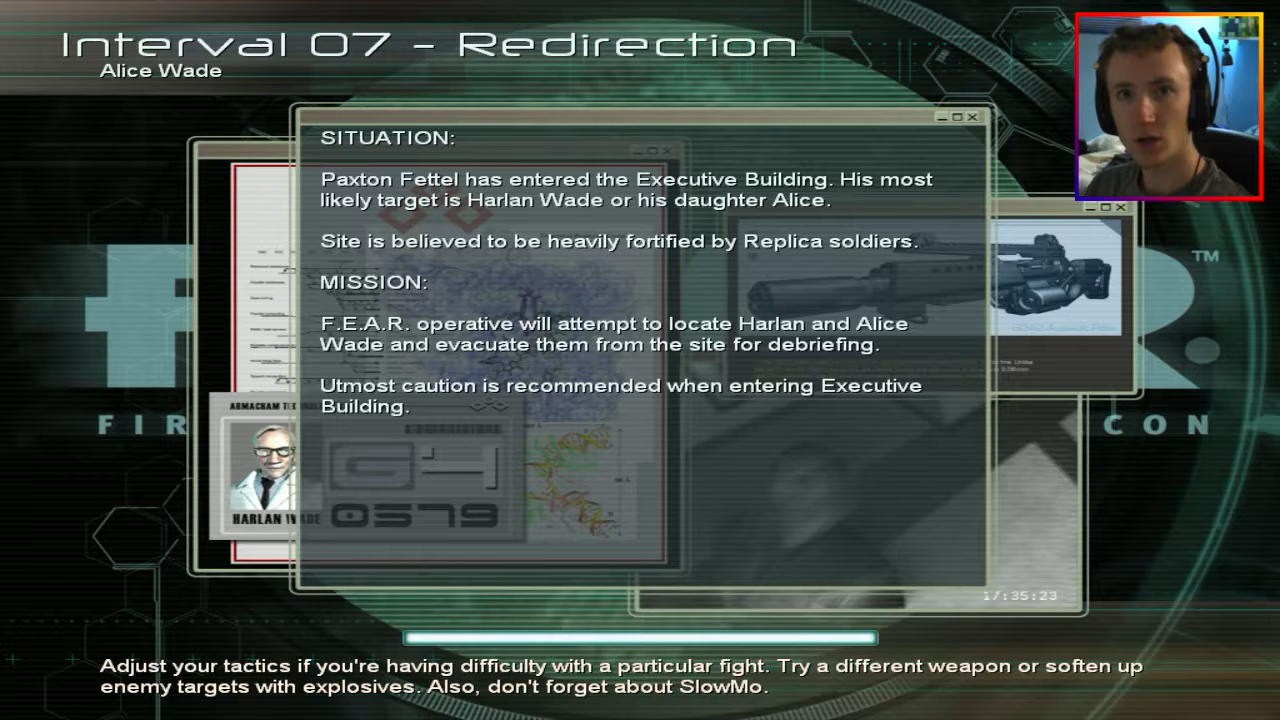 Interval 07 - Redirection
Alice Wade
SITUATION:
Paxton Fettel has entered the Executive Building. His most
likely target is Harlan Wade or his daughter Alice.
Site is believed to be heavily fortified by Replica soldiers.
MISSION:
F.E.A.R. operative will attempt to locate Harlan and Alice
Wade and evacuate them from the site for debriefing.
Utmost caution is recommended when entering Executive
Building.
TM
FIR
CON
ARMACHAM
G4
0579
HARLAN WADE
17:35:23
Adjust your tactics if you're having difficulty with a particular fight. Try a different weapon or soften up
enemy targets with explosives. Also, don't forget about SlowMo.